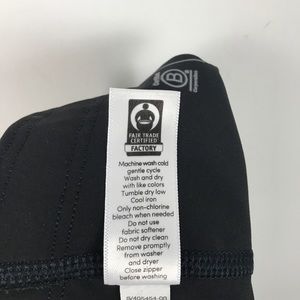 B
Corporation
FAIR TRADE
CERTIFIED
FACTORY
Machine wash cold
gentle cycle
Wash and dry
with like colors
Tumble dry low
Cool iron
Only non-chlorine
bleach when needed
Do not use
fabric softener
Do not dry clean
Remove promptly
from washer
and dryer
Close zipper
before washing